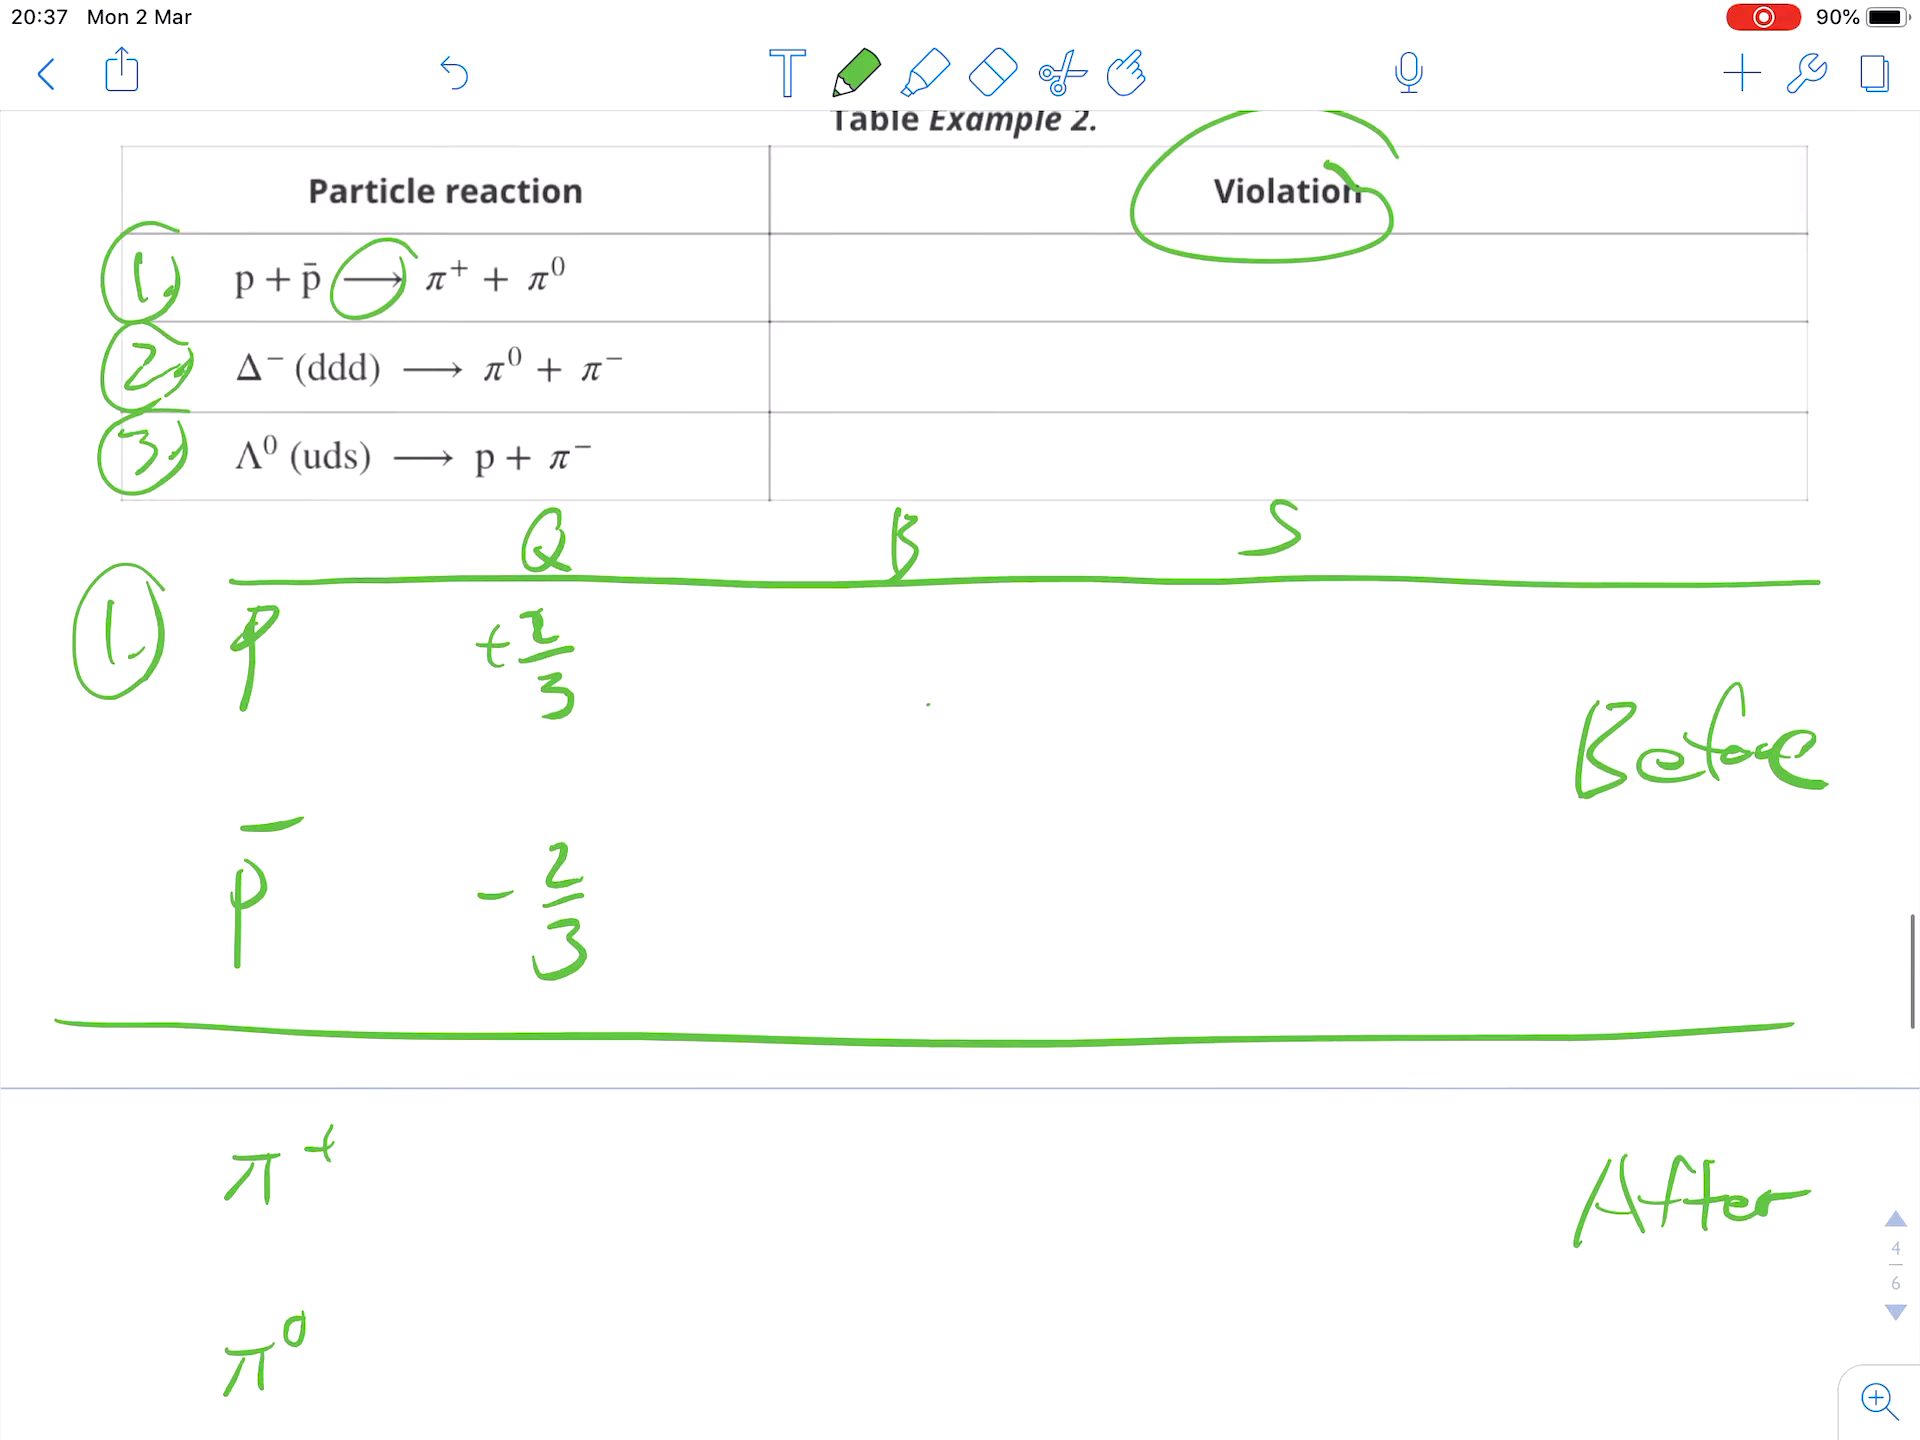 20:37 Mon 2 Mar 90%
Table Example 2.
Particle reaction Violation
1. p + p̄ ⟶ π⁺ + π⁰
2. Δ⁻ (ddd) ⟶ π⁰ + π⁻
3. Λ⁰ (uds) ⟶ p + π⁻
Q B S
1. P +2/3
Before
p̄ -2/3
π⁺ After
4
6
π⁰